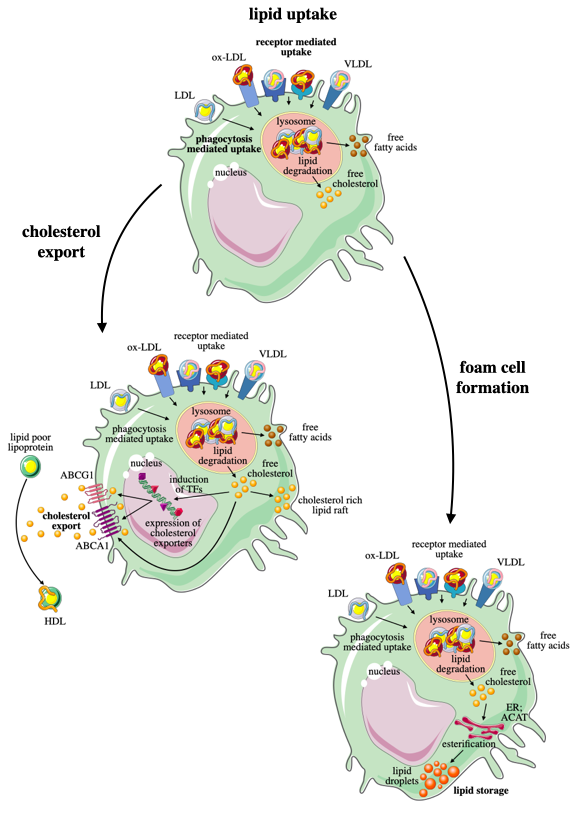 lipid uptake
receptor mediated
uptake
ox-LDL
VLDL
LDL
lysosome
phagocytosis
mediated uptake
free
fatty acids
lipid
degradation
nucleus
free
cholesterol
cholesterol
export
foam cell
formation
receptor mediated
uptake
ox-LDL
VLDL
LDL
lysosome
phagocytosis
mediated uptake
free
fatty acids
lipid
degradation
lipid poor
lipoprotein
nucleus
free
cholesterol
ABCG1
induction
of TFs
cholesterol rich
lipid raft
cholesterol
export
expression of
cholesterol
exporters
ABCA1
HDL
receptor mediated
uptake
ox-LDL
VLDL
LDL
lysosome
phagocytosis
mediated uptake
free
fatty acids
lipid
degradation
nucleus
free
cholesterol
ER;
ACAT
esterification
lipid
droplets
lipid storage